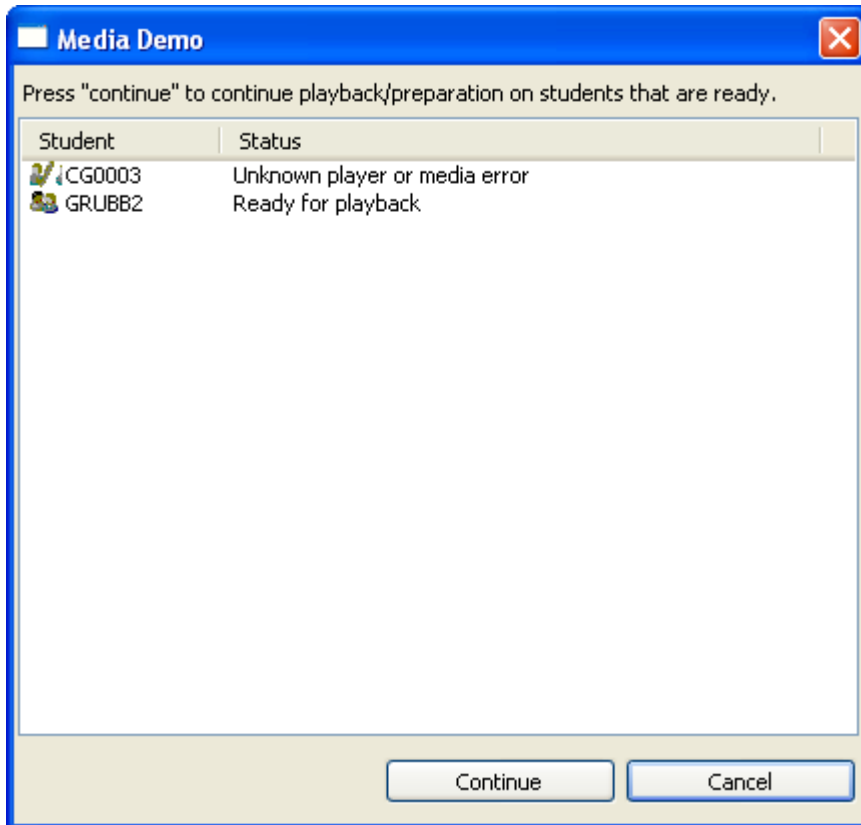 Media Demo
Press "continue" to continue playback/preparation on students that are ready.
Student Status
CG0003 Unknown player or media error
GRUBB2 Ready for playback
Continue Cancel